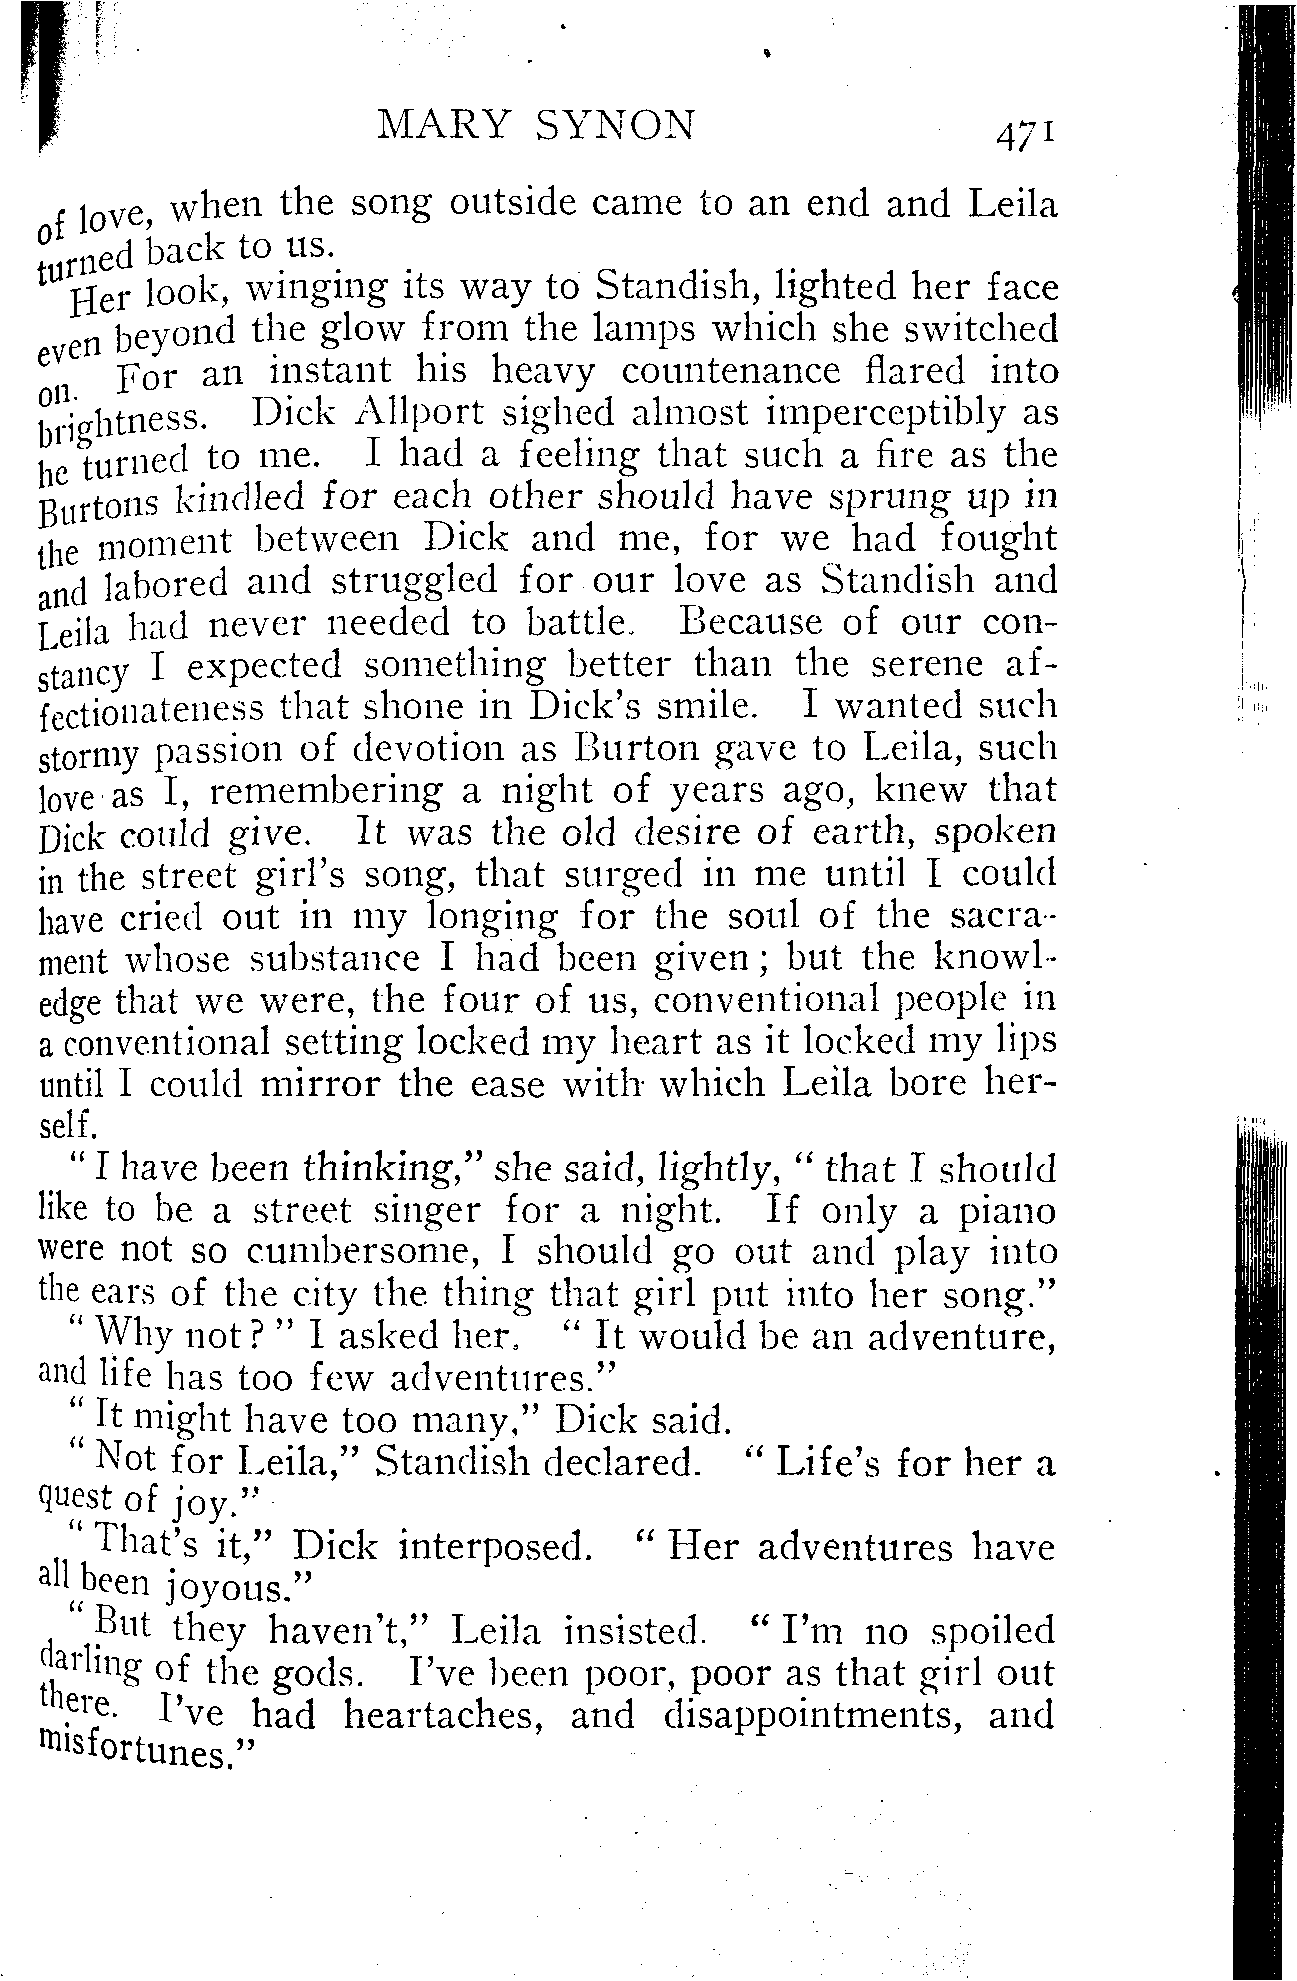 MARY SYNON 471
of love, when the song outside came to an end and Leila
turned back to us.
Her look, winging its way to Standish, lighted her face
even beyond the glow from the lamps which she switched
on. For an instant his heavy countenance flared into
brightness. Dick Allport sighed almost imperceptibly as
he turned to me. I had a feeling that such a fire as the
Burtons kindled for each other should have sprung up in
the moment between Dick and me, for we had fought
and labored and struggled for our love as Standish and
Leila had never needed to battle. Because of our con-
stancy I expected something better than the serene af-
fectionateness that shone in Dick's smile. I wanted such
stormy passion of devotion as Burton gave to Leila, such
love as I, remembering a night of years ago, knew that
Dick could give. It was the old desire of earth, spoken
in the street girl's song, that surged in me until I could
have cried out in my longing for the soul of the sacra-
ment whose substance I had been given; but the knowl-
edge that we were, the four of us, conventional people in
a conventional setting locked my heart as it locked my lips
until I could mirror the ease with which Leila bore her-
self.
"I have been thinking," she said, lightly, "that I should
like to be a street singer for a night. If only a piano
were not so cumbersome, I should go out and play into
the ears of the city the thing that girl put into her song."
"Why not?" I asked her. "It would be an adventure,
and life has too few adventures."
"It might have too many," Dick said.
"Not for Leila," Standish declared. "Life's for her a
quest of joy."
"That's it," Dick interposed. "Her adventures have
all been joyous."
"But they haven't," Leila insisted. "I'm no spoiled
darling of the gods. I've been poor, poor as that girl out
there. I've had heartaches, and disappointments, and
misfortunes."